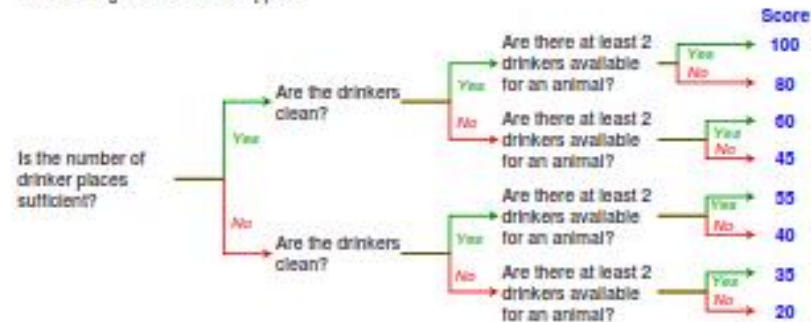 Score
Are there at least 2
drinkers available
for an animal?
Yes
100
No
80
Are the drinkers
clean?
Yes
No
Are there at least 2
drinkers available
for an animal?
Yes
60
No
45
Is the number of
drinker places
sufficient?
Yes
No
Are there at least 2
drinkers available
for an animal?
Yes
55
No
40
Are the drinkers
clean?
Yes
No
Are there at least 2
drinkers available
for an animal?
Yes
35
No
20